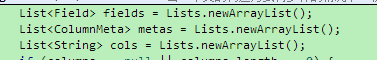 List<Field> fields = Lists.newArrayList();
List<ColumnMeta> metas = Lists.newArrayList();
List<String> cols = Lists.newArrayList();